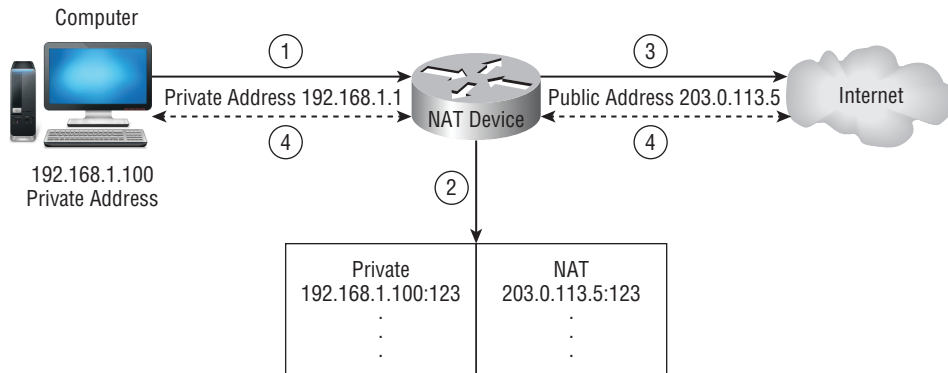 Computer
1
3
Private Address 192.168.1.1
Public Address 203.0.113.5
Internet
NAT Device
4
4
192.168.1.100
Private Address
2
Private
192.168.1.100:123
.
.
.
NAT
203.0.113.5:123
.
.
.